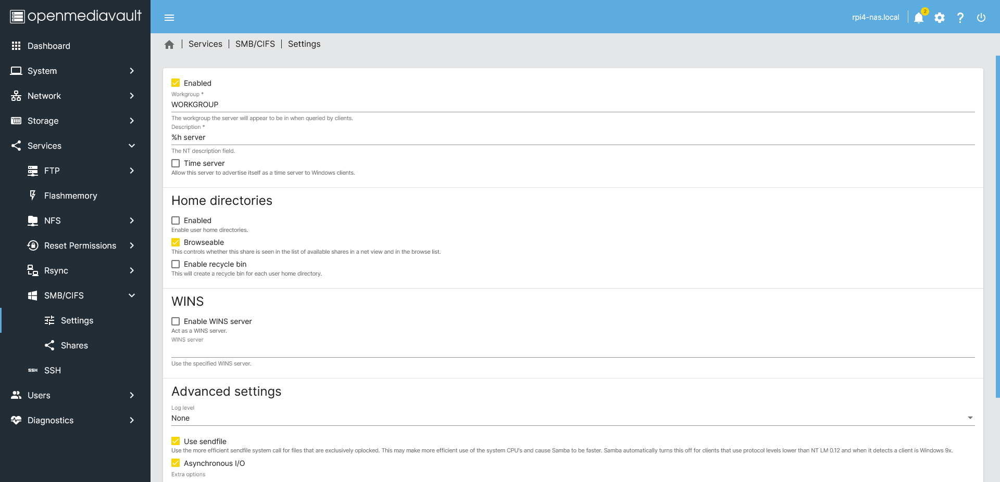 openmediavault
rpi4-nas.local
2
Dashboard
System
Network
Storage
Services
FTP
Flashmemory
NFS
Reset Permissions
Rsync
SMB/CIFS
Settings
Shares
SSH SSH
Users
Diagnostics
Services | SMB/CIFS | Settings
Enabled
Workgroup *
WORKGROUP
The workgroup the server will appear to be in when queried by clients.
Description *
%h server
The NT description field.
Time server
Allow this server to advertise itself as a time server to Windows clients.
Home directories
Enabled
Enable user home directories.
Browseable
This controls whether this share is seen in the list of available shares in a net view and in the browse list.
Enable recycle bin
This will create a recycle bin for each user home directory.
WINS
Enable WINS server
Act as a WINS server.
WINS server
Use the specified WINS server.
Advanced settings
Log level
None
Use sendfile
Use the more efficient sendfile system call for files that are exclusively oplocked. This may make more efficient use of the system CPU's and cause Samba to be faster. Samba automatically turns this off for clients that use protocol levels lower than NT LM 0.12 and when it detects a client is Windows 9x.
Asynchronous I/O
Extra options